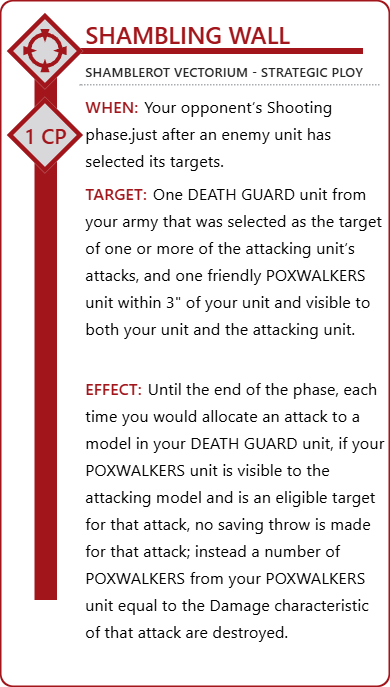 SHAMBLING WALL
SHAMBLEROT VECTORIUM - STRATEGIC PLOY
1 CP
WHEN: Your opponent's Shooting
phase.just after an enemy unit has
selected its targets.
TARGET: One DEATH GUARD unit from
your army that was selected as the target
of one or more of the attacking unit's
attacks, and one friendly POXWALKERS
unit within 3" of your unit and visible to
both your unit and the attacking unit.
EFFECT: Until the end of the phase, each
time you would allocate an attack to a
model in your DEATH GUARD unit, if your
POXWALKERS unit is visible to the
attacking model and is an eligible target
for that attack, no saving throw is made
for that attack; instead a number of
POXWALKERS from your POXWALKERS
unit equal to the Damage characteristic
of that attack are destroyed.